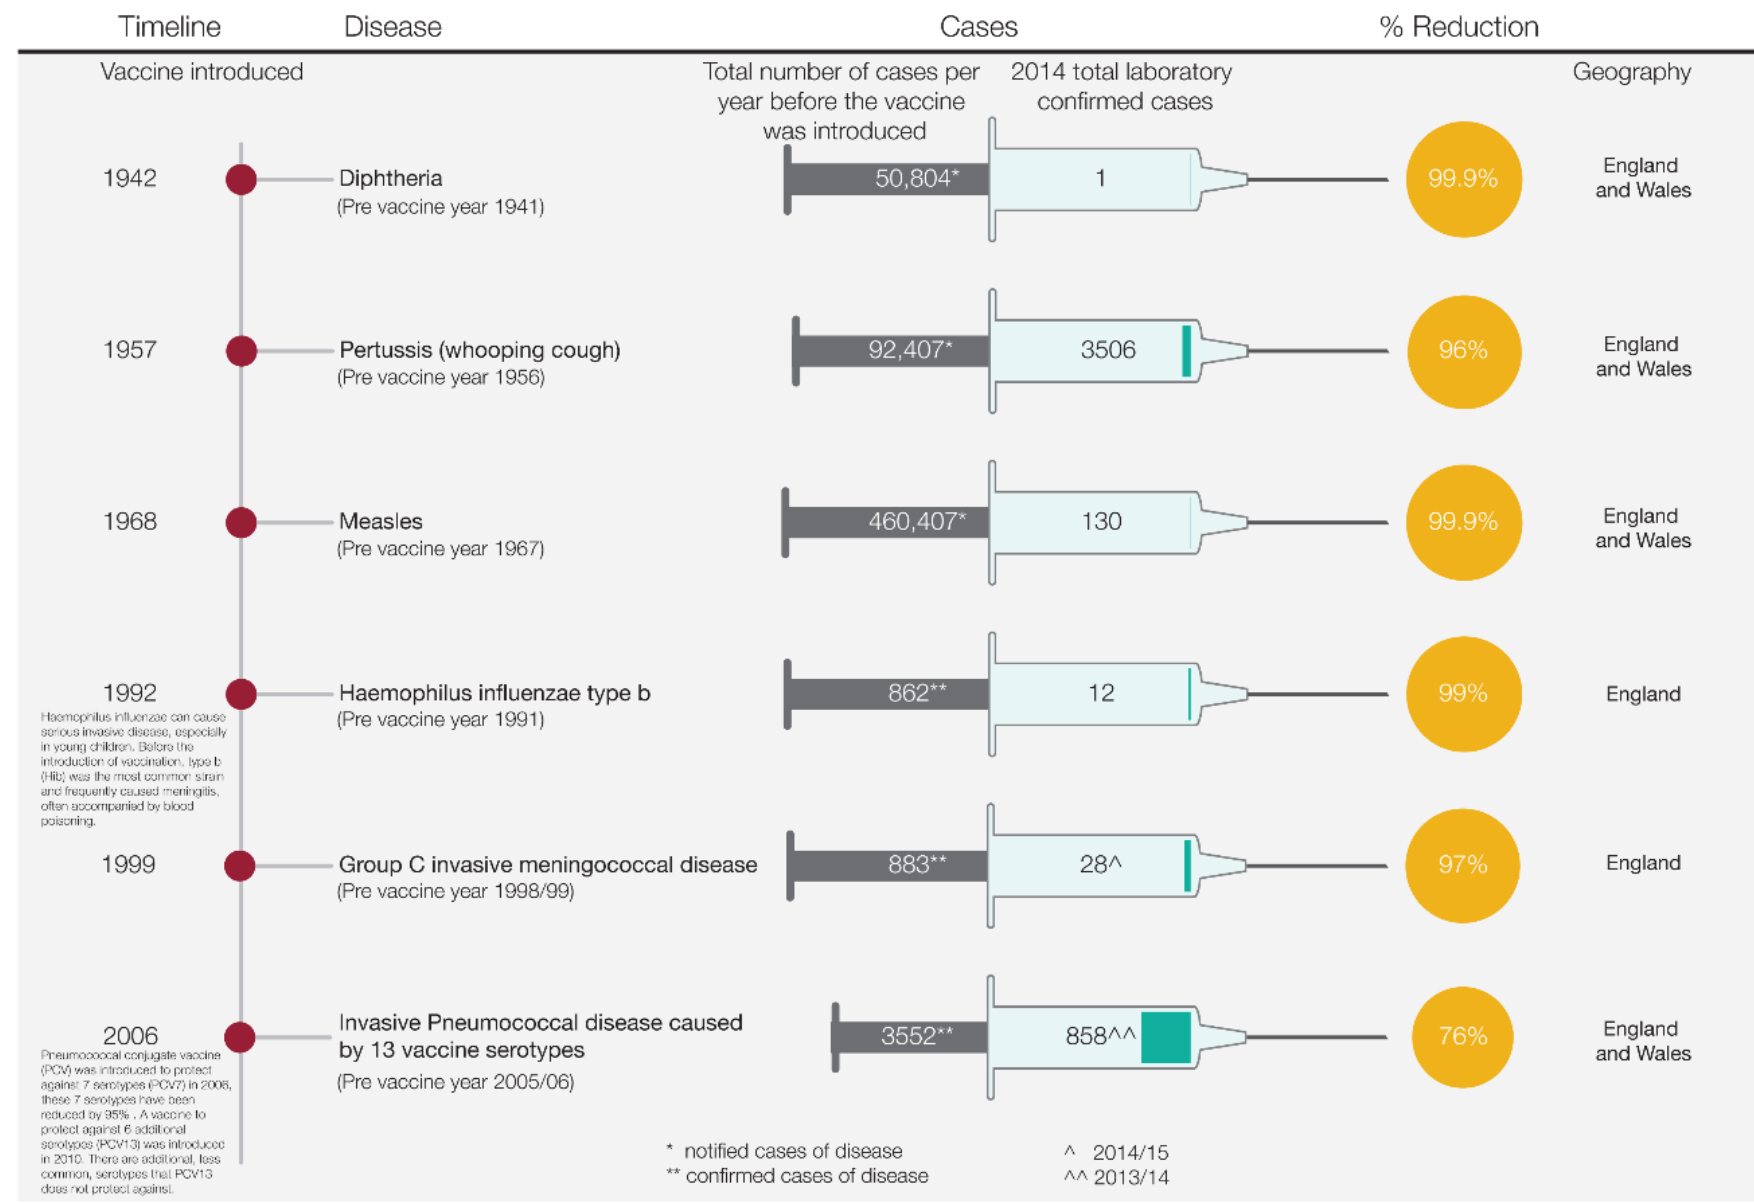 Timeline
Disease
Cases
% Reduction
Vaccine introduced
Total number of cases per
year before the vaccine
was introduced
2014 total laboratory
confirmed cases
Geography
1942
Diphtheria
(Pre vaccine year 1941)
50,804*
1
99.9%
England
and Wales
1957
Pertussis (whooping cough)
(Pre vaccine year 1956)
92,407*
3506
96%
England
and Wales
1968
Measles
(Pre vaccine year 1967)
460,407*
130
99.9%
England
and Wales
1992
Haemophilus influenzae can cause
serious invasive disease, especially
in young children. Before the
introduction of vaccination, type b
(Hib) was the most common strain
and frequently caused meningitis,
often accompanied by blood
poisoning.
Haemophilus influenzae type b
(Pre vaccine year 1991)
862**
12
99%
England
1999
Group C invasive meningococcal disease
(Pre vaccine year 1998/99)
883**
28^
97%
England
2006
Pneumococcal conjugate vaccine
(PCV) was introduced to protect
against 7 serotypes (PCV7) in 2006,
these 7 serotypes have been
reduced by 95% . A vaccine to
protect against 6 additional
serotypes (PCV13) was introduced
in 2010. There are additional, less
common, serotypes that PCV13
does not protect against.
Invasive Pneumococcal disease caused
by 13 vaccine serotypes
(Pre vaccine year 2005/06)
3552**
858^^
76%
England
and Wales
* notified cases of disease
** confirmed cases of disease
^ 2014/15
^^ 2013/14